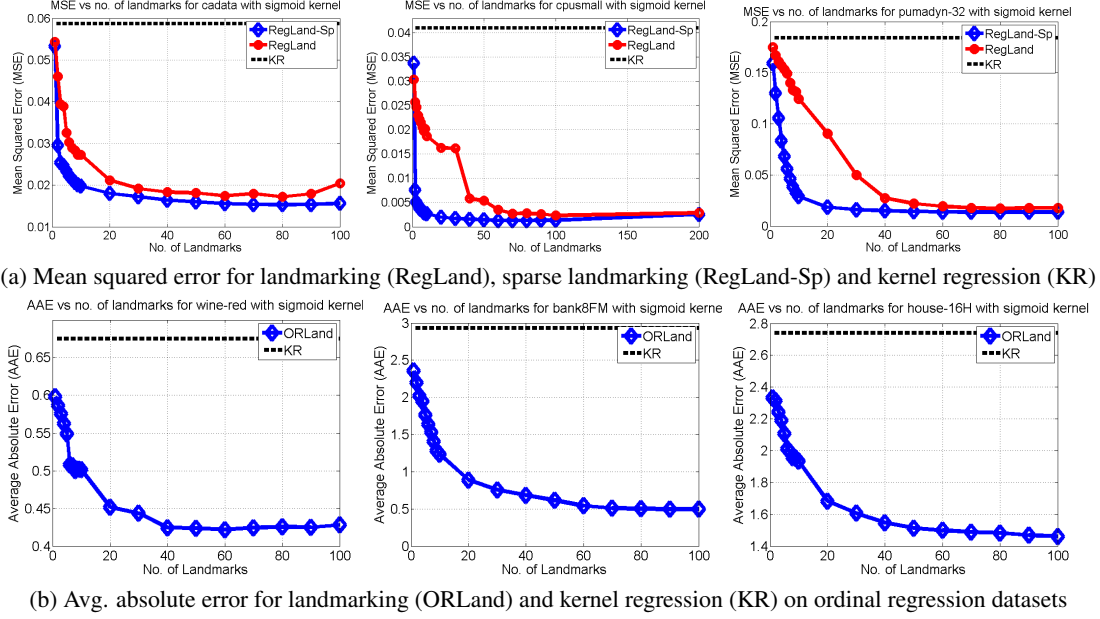 MSE vs no. of landmarks for cadata with sigmoid kernel
0.06
0.05
0.04
0.03
0.02
0.01
Mean Squared Error (MSE)
RegLand-Sp
RegLand
KR
0 20 40 60 80 100
No. of Landmarks
MSE vs no. of landmarks for cpusmall with sigmoid kernel
0.04
0.035
0.03
0.025
0.02
0.015
0.01
0.005
0
Mean Squared Error (MSE)
RegLand-Sp
RegLand
KR
50 100 150 200
No. of Landmarks
MSE vs no. of landmarks for pumadyn-32 with sigmoid kernel
0.2
0.15
0.1
0.05
0
Mean Squared Error (MSE)
RegLand-Sp
RegLand
KR
0 20 40 60 80 100
No. of Landmarks
(a) Mean squared error for landmarking (RegLand), sparse landmarking (RegLand-Sp) and kernel regression (KR)
AAE vs no. of landmarks for wine-red with sigmoid kernel
0.65
0.6
0.55
0.5
0.45
0.4
Average Absolute Error (AAE)
ORLand
KR
0 20 40 60 80 100
No. of Landmarks
AAE vs no. of landmarks for bank8FM with sigmoid kernel
3
2.5
2
1.5
1
0.5
0
Average Absolute Error (AAE)
ORLand
KR
0 20 40 60 80 100
No. of Landmarks
AAE vs no. of landmarks for house-16H with sigmoid kernel
2.8
2.6
2.4
2.2
2
1.8
1.6
1.4
Average Absolute Error (AAE)
ORLand
KR
0 20 40 60 80 100
No. of Landmarks
(b) Avg. absolute error for landmarking (ORLand) and kernel regression (KR) on ordinal regression datasets